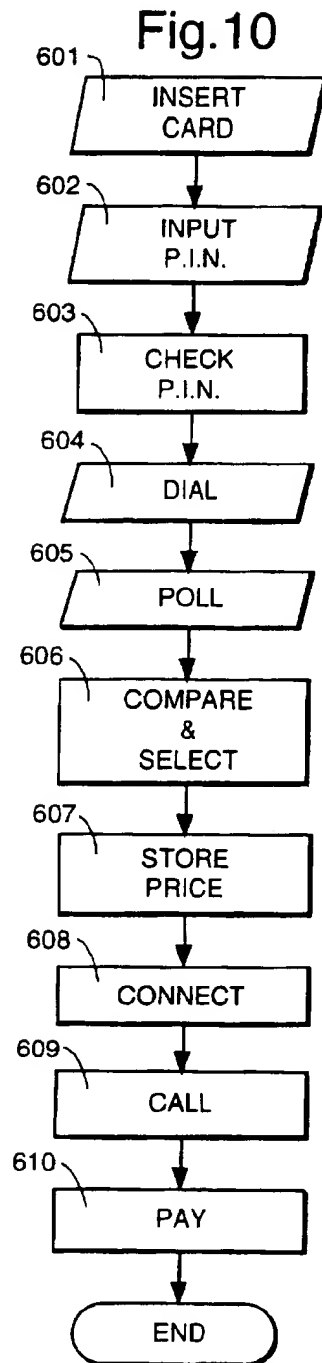 Fig.10
601
INSERT
CARD
602
INPUT
P.I.N.
603
CHECK
P.I.N.
604
DIAL
605
POLL
606
COMPARE
&
SELECT
607
STORE
PRICE
608
CONNECT
609
CALL
610
PAY
END